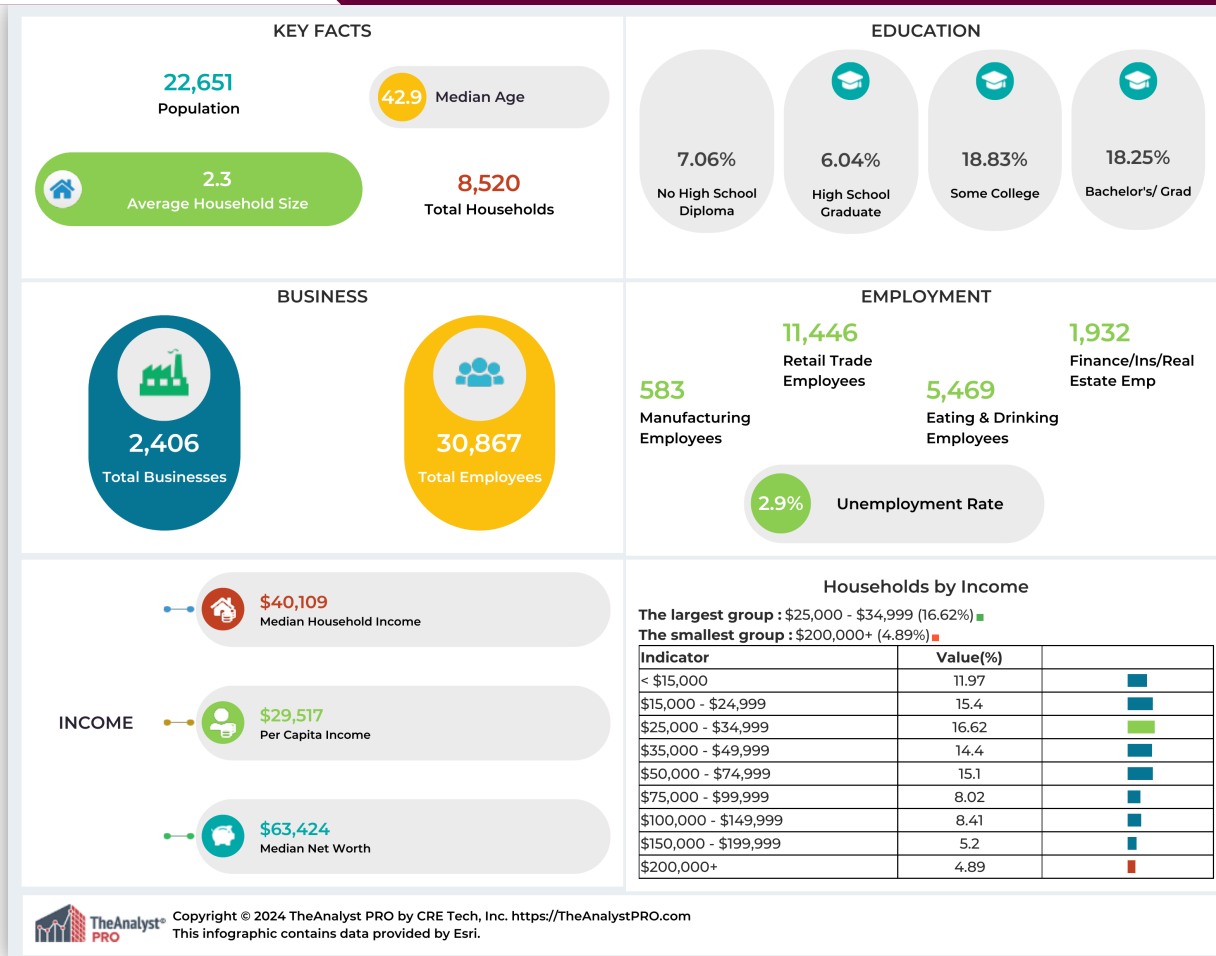 KEY FACTS
22,651
Population
42.9 Median Age
2.3
Average Household Size
8,520
Total Households
EDUCATION
7.06%
No High School
Diploma
6.04%
High School
Graduate
18.83%
Some College
18.25%
Bachelor's/ Grad
BUSINESS
2,406
Total Businesses
30,867
Total Employees
EMPLOYMENT
583
Manufacturing
Employees
11,446
Retail Trade
Employees
5,469
Eating & Drinking
Employees
1,932
Finance/Ins/Real
Estate Emp
2.9% Unemployment Rate
INCOME
$40,109
Median Household Income
$29,517
Per Capita Income
$63,424
Median Net Worth
Households by Income
The largest group : $25,000 - $34,999 (16.62%)
The smallest group : $200,000+ (4.89%)
Indicator Value(%)
< $15,000 11.97
$15,000 - $24,999 15.4
$25,000 - $34,999 16.62
$35,000 - $49,999 14.4
$50,000 - $74,999 15.1
$75,000 - $99,999 8.02
$100,000 - $149,999 8.41
$150,000 - $199,999 5.2
$200,000+ 4.89
TheAnalyst®
PRO
Copyright © 2024 TheAnalyst PRO by CRE Tech, Inc. https://TheAnalystPRO.com
This infographic contains data provided by Esri.